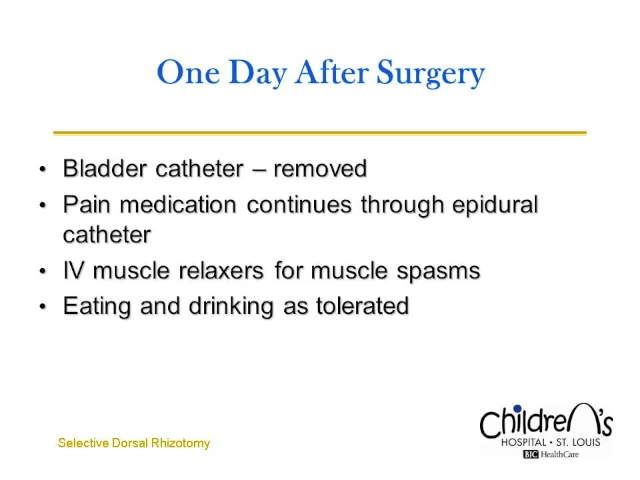 One Day After Surgery
• Bladder catheter – removed
• Pain medication continues through epidural
catheter
• IV muscle relaxers for muscle spasms
• Eating and drinking as tolerated
Selective Dorsal Rhizotomy
Children's
HOSPITAL • ST. LOUIS
BJC HealthCare